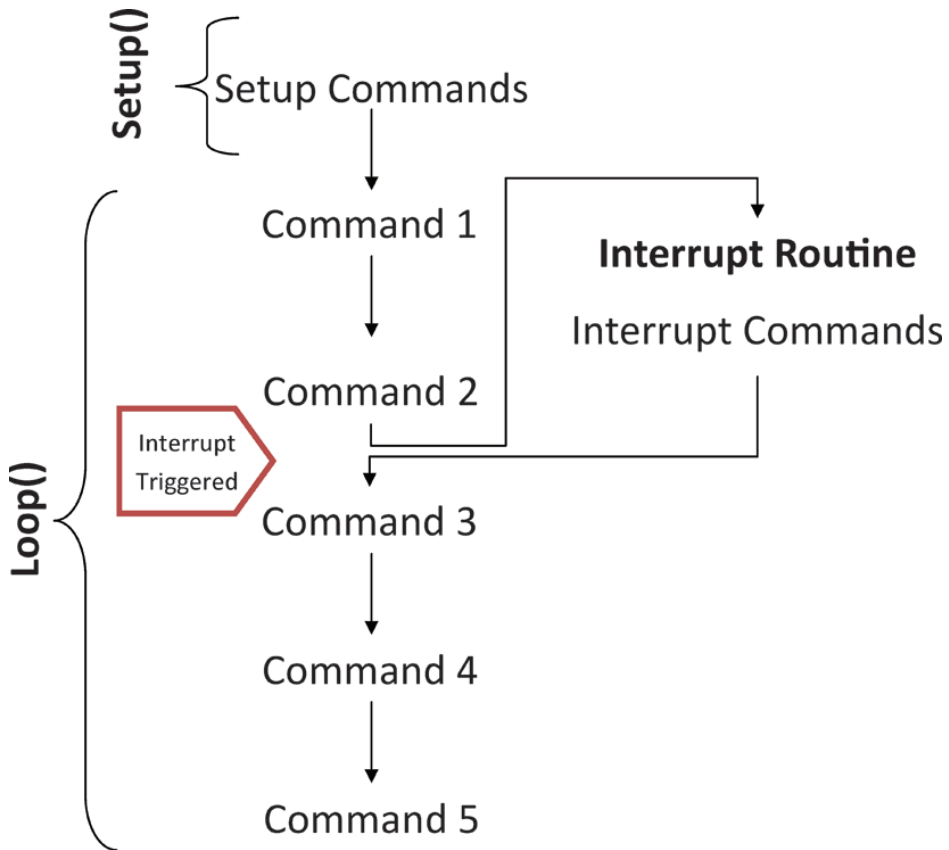 Setup()
Setup Commands
Command 1
Interrupt Routine
Interrupt Commands
Command 2
Interrupt
Triggered
Loop()
Command 3
Command 4
Command 5